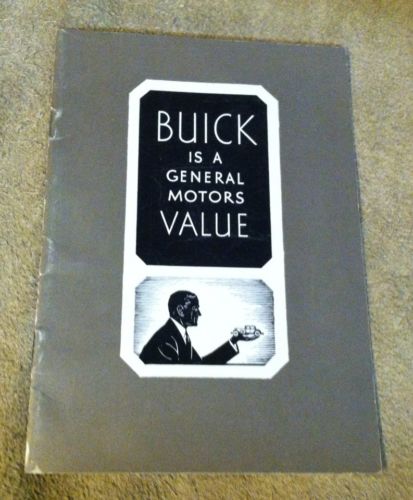 BUICK
IS A
GENERAL
MOTORS
VALUE